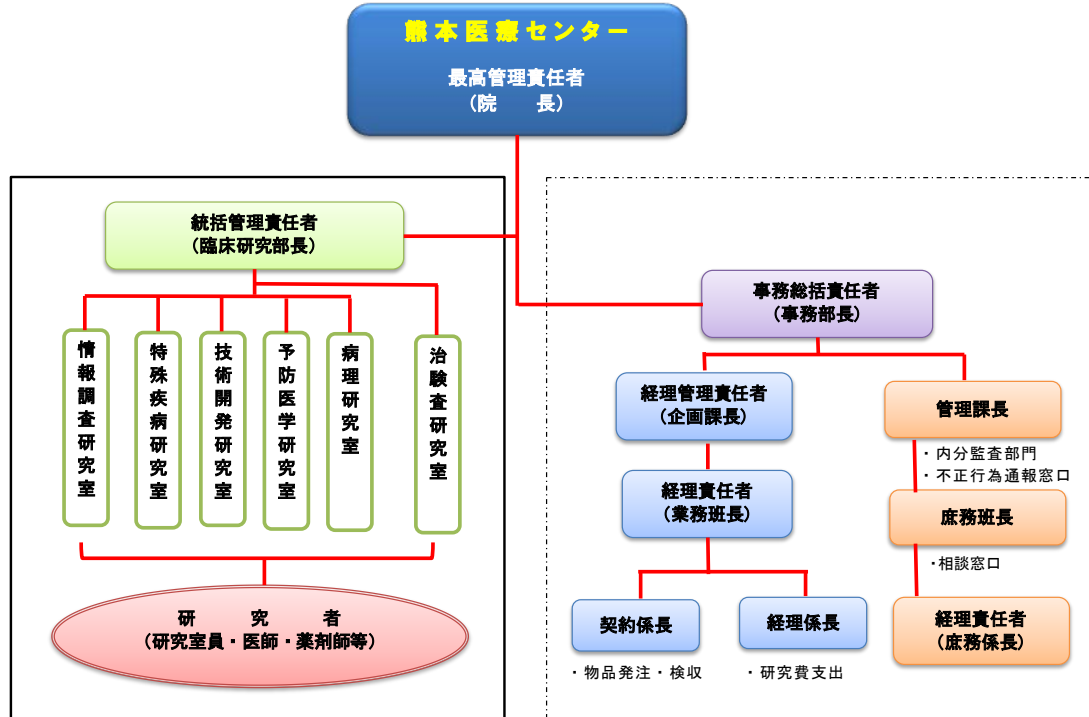 熊本医療センター
最高管理責任者
（院　　長）
統括管理責任者
（臨床研究部長）
情報調査研究室
特殊疾病研究室
技術開発研究室
予防医学研究室
病理研究室
治験査研究室
研　　究　　者
（研究室員・医師・薬剤師等）
事務総括責任者
（事務部長）
経理管理責任者
（企画課長）
経理責任者
（業務班長）
契約係長
・物品発注・検収
経理係長
・研究費支出
管理課長
・内分監査部門
・不正行為通報窓口
庶務班長
・相談窓口
経理責任者
（庶務係長）